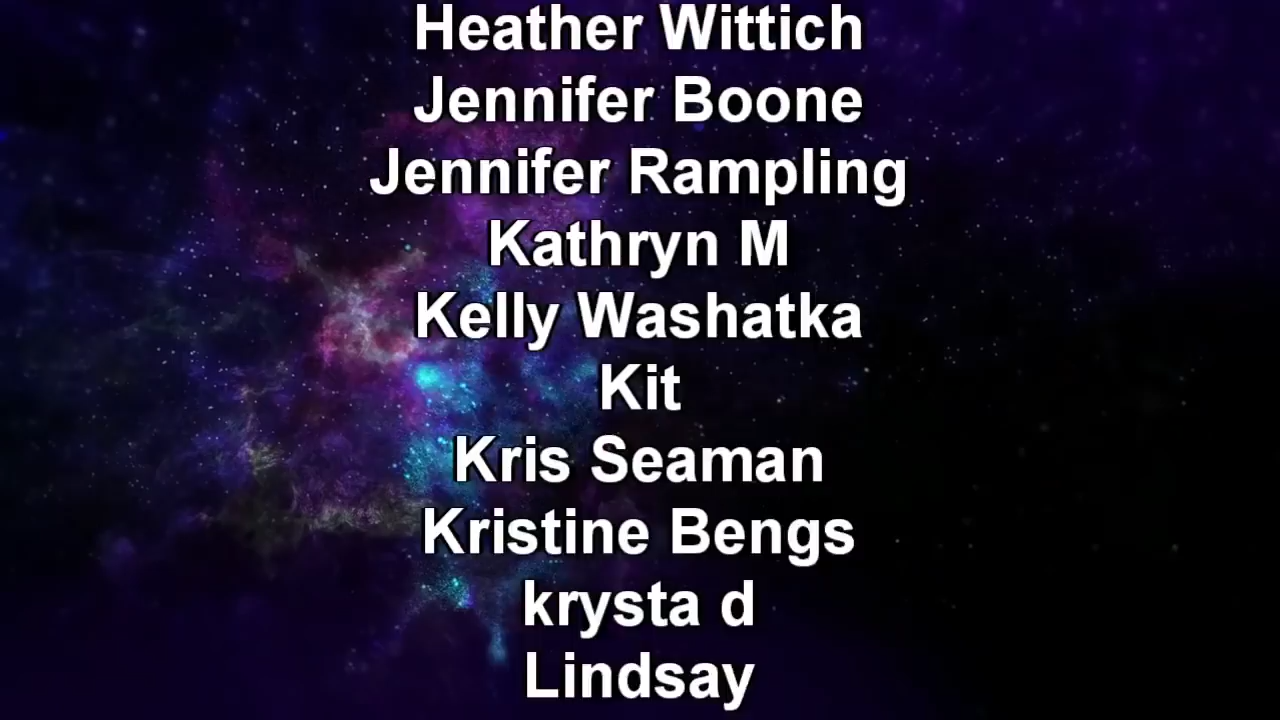 Heather Wittich
Jennifer Boone
Jennifer Rampling
Kathryn M
Kelly Washatka
Kit
Kris Seaman
Kristine Bengs
krysta d
Lindsay